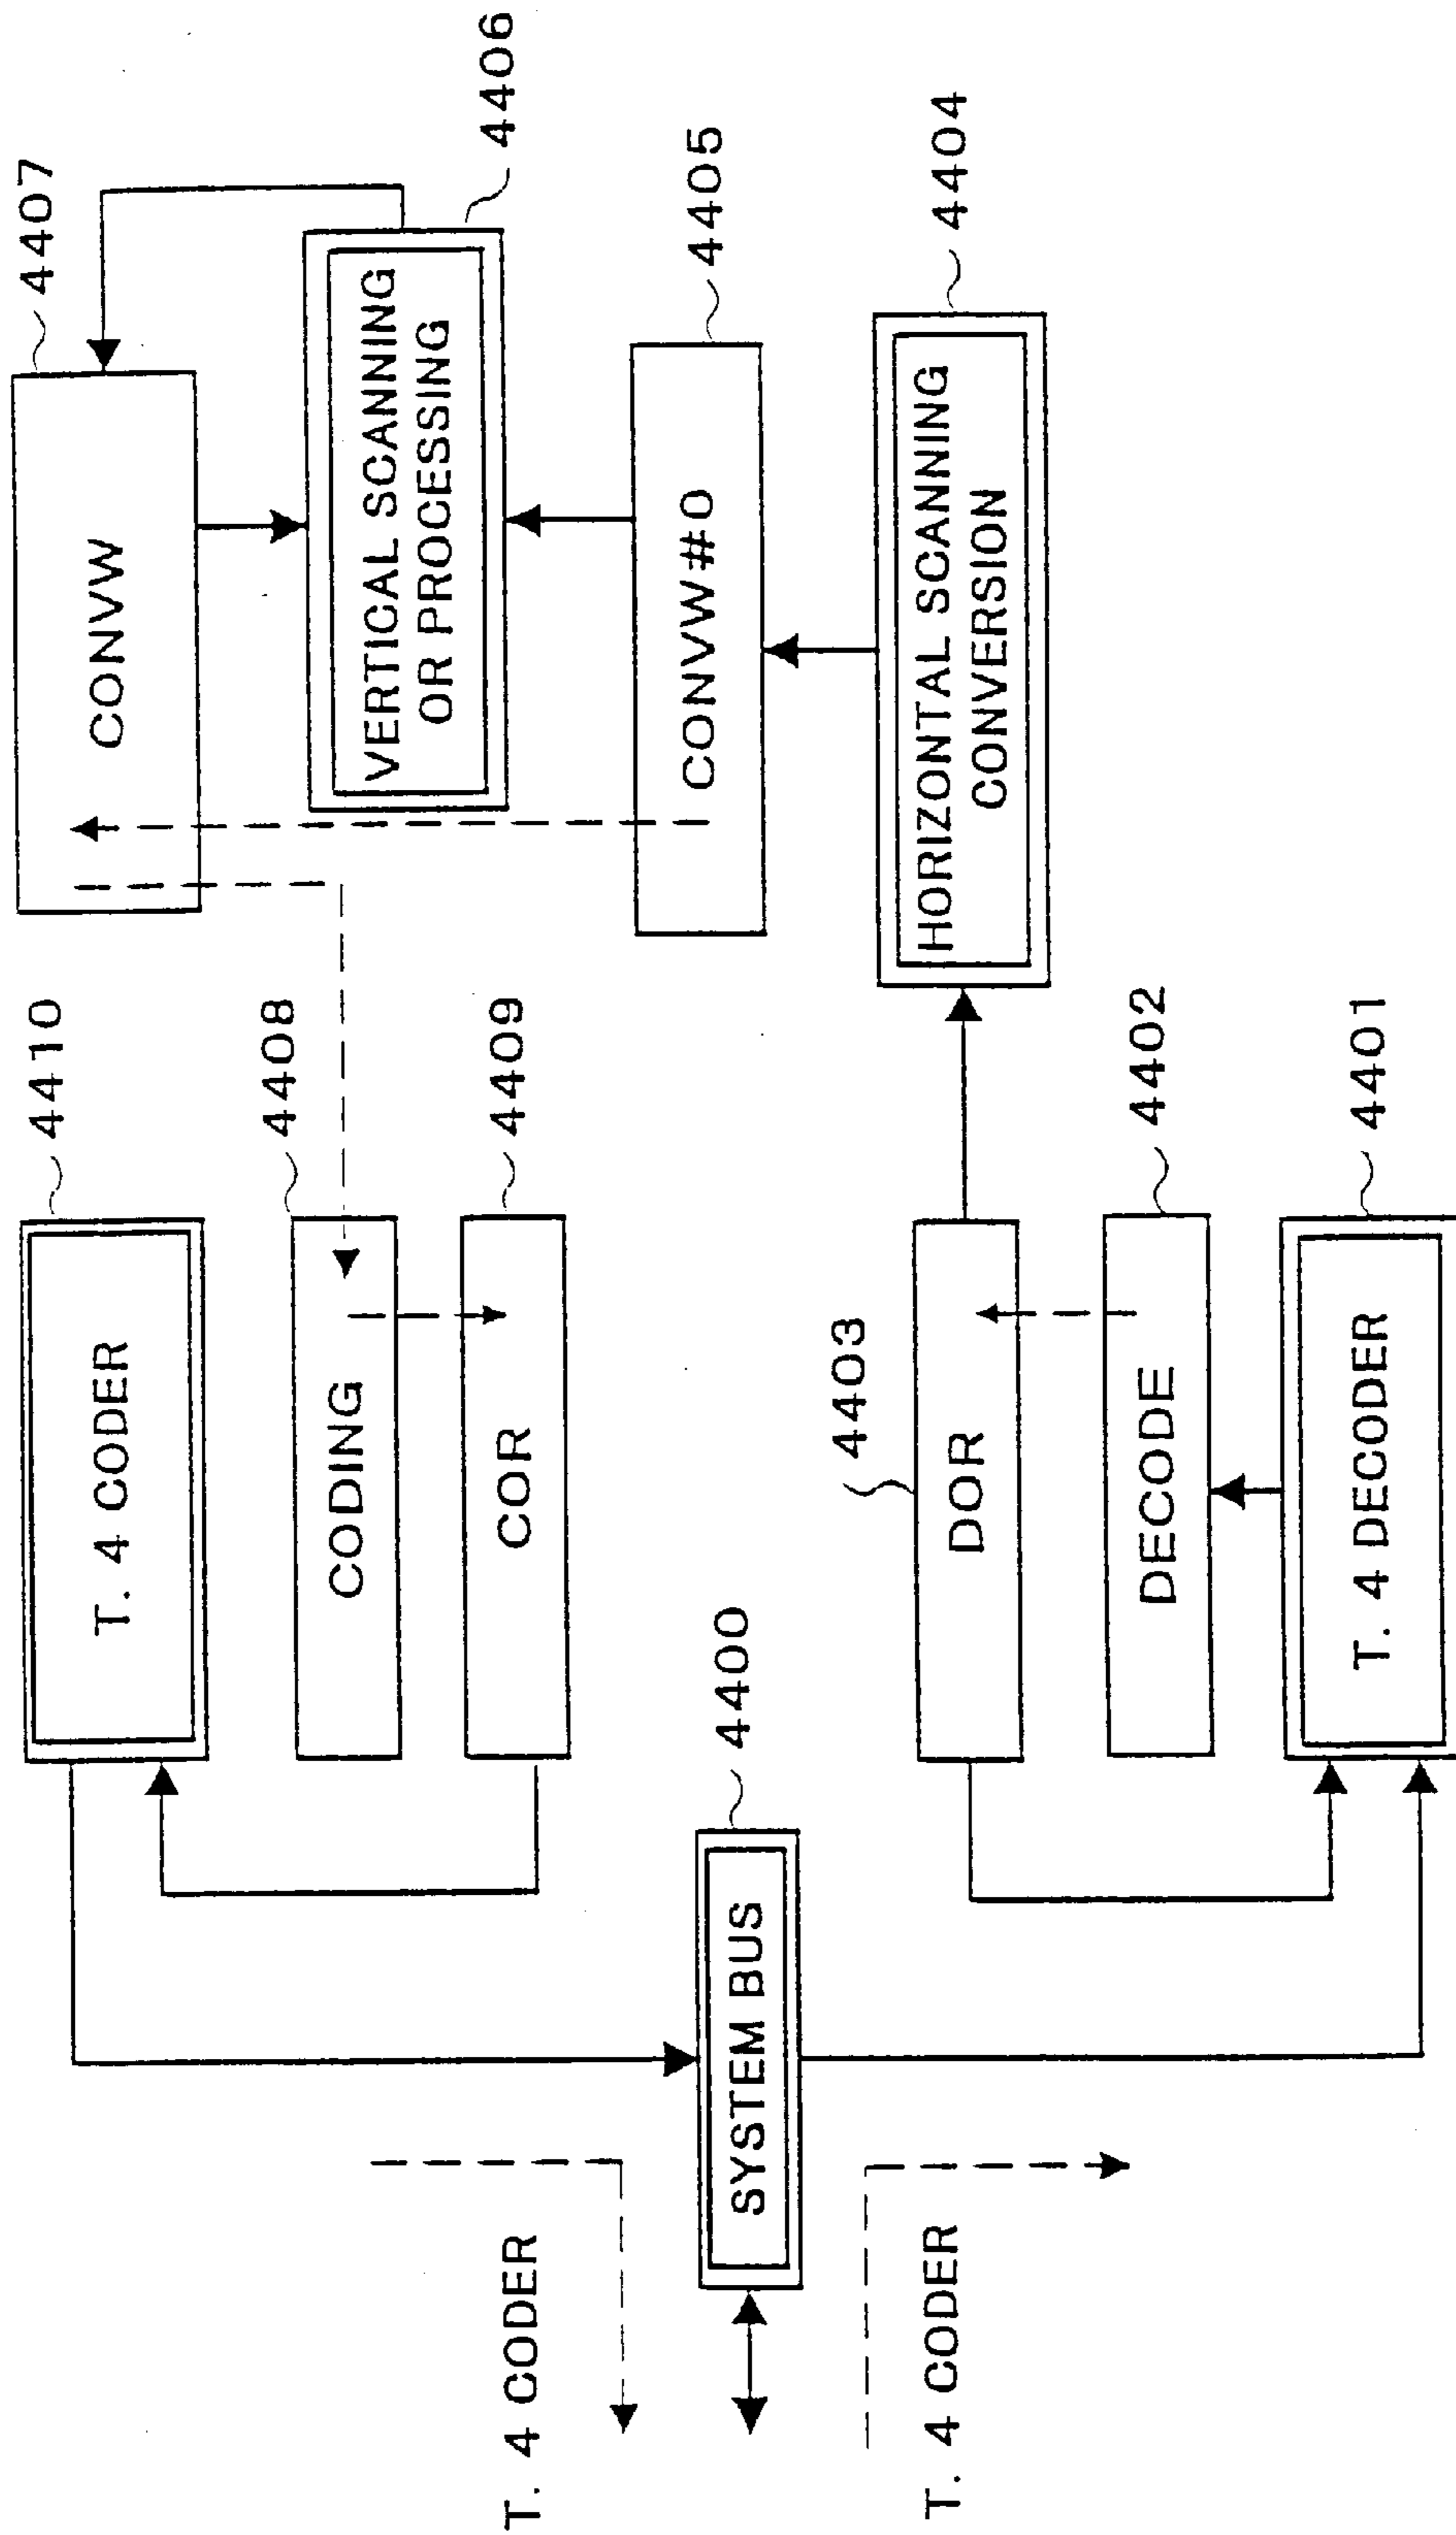 4410
T. 4 CODER
4408
CODING
4409
COR
4407
CONVW
4406
VERTICAL SCANNING
OR PROCESSING
4405
CONVW#0
4404
HORIZONTAL SCANNING
CONVERSION
T. 4 CODER
4400
SYSTEM BUS
T. 4 CODER
4403
DOR
4402
DECODE
4401
T. 4 DECODER